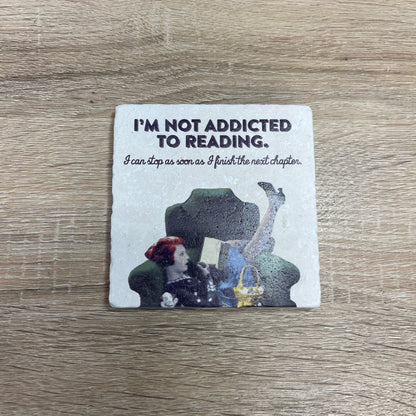 I'M NOT ADDICTED
TO READING.
I can stop as soon as I finish the next chapter.